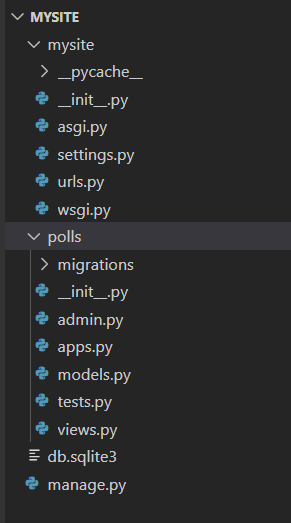 MYSITE
mysite
__pycache__
__init__.py
asgi.py
settings.py
urls.py
wsgi.py
polls
migrations
__init__.py
admin.py
apps.py
models.py
tests.py
views.py
db.sqlite3
manage.py